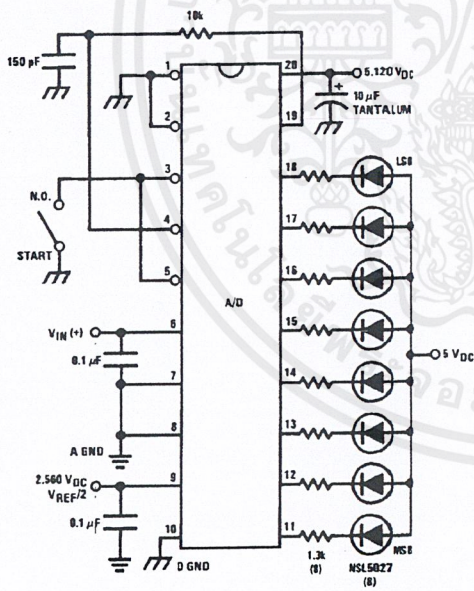 10k
150 pF
1
20
5.120 VDC
+
10 µF
TANTALUM
2
19
3
18
LSB
N.O.
4
17
START
5
16
A/D
VIN (+)
6
15
0.1 µF
5 VDC
7
14
8
13
A GND
2.560 VDC
VREF/2
9
12
0.1 µF
10
11
D GND
1.3k
(8)
NSL5027
(8)
MSB